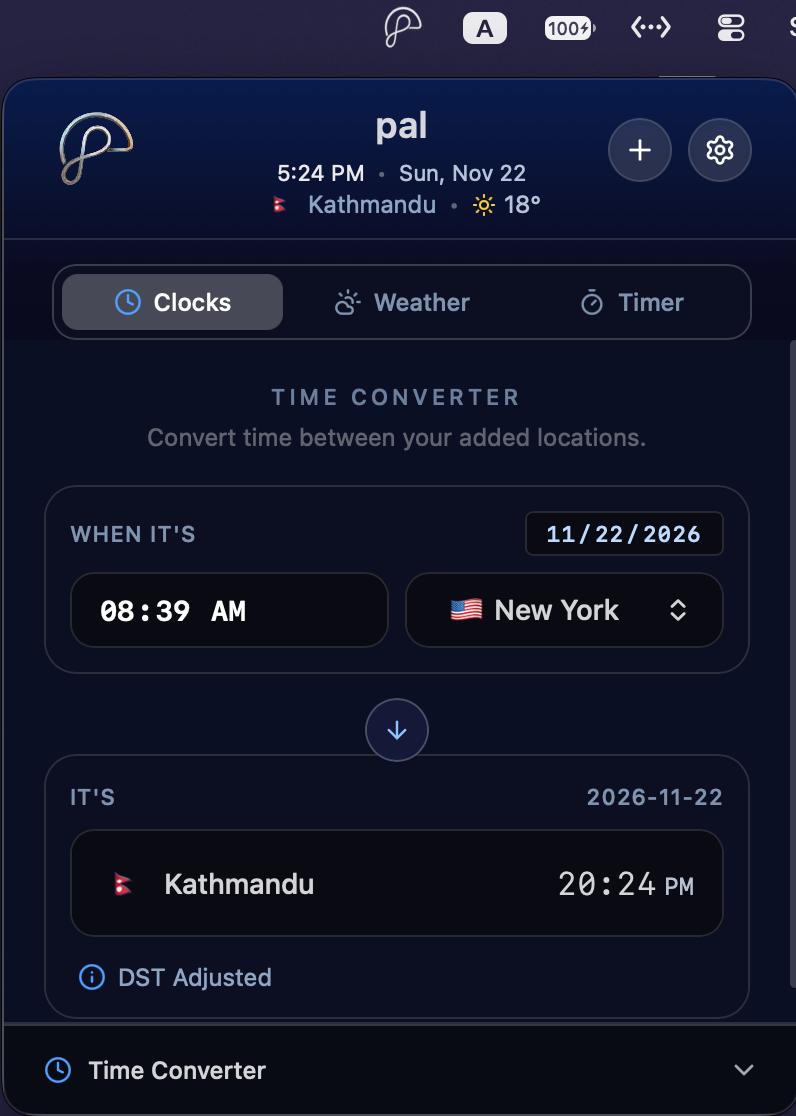 A 100 S
pal
5:24 PM • Sun, Nov 22
Kathmandu • 18°
Clocks Weather Timer
TIME CONVERTER
Convert time between your added locations.
WHEN IT'S 11/22/2026
08:39 AM New York
IT'S 2026-11-22
Kathmandu 20:24 PM
DST Adjusted
Time Converter